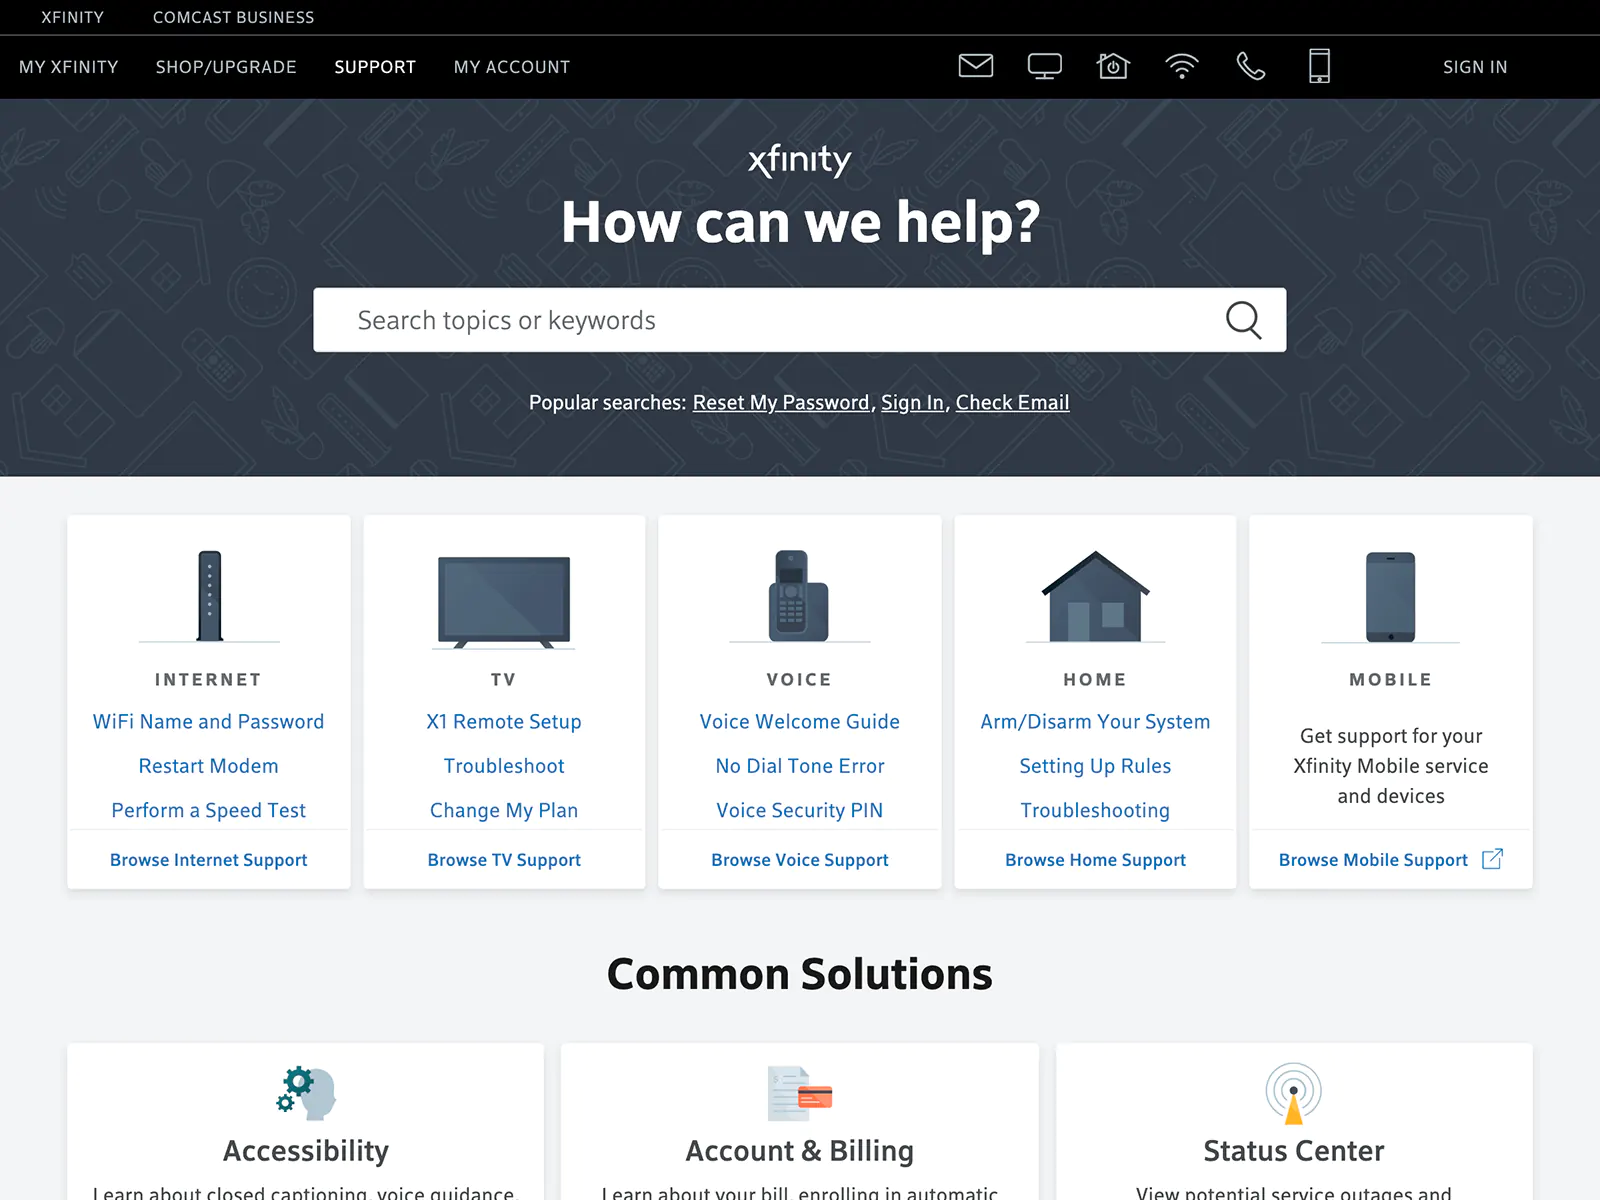 XFINITY COMCAST BUSINESS
MY XFINITY SHOP/UPGRADE SUPPORT MY ACCOUNT SIGN IN
xfinity
How can we help?
Search topics or keywords
Popular searches: Reset My Password, Sign In, Check Email
INTERNET
WiFi Name and Password
Restart Modem
Perform a Speed Test
Browse Internet Support
TV
X1 Remote Setup
Troubleshoot
Change My Plan
Browse TV Support
VOICE
Voice Welcome Guide
No Dial Tone Error
Voice Security PIN
Browse Voice Support
HOME
Arm/Disarm Your System
Setting Up Rules
Troubleshooting
Browse Home Support
MOBILE
Get support for your
Xfinity Mobile service
and devices
Browse Mobile Support
Common Solutions
Accessibility
Learn about closed captioning, voice guidance,
Account & Billing
Learn about your bill, enrolling in automatic
Status Center
View potential service outages and